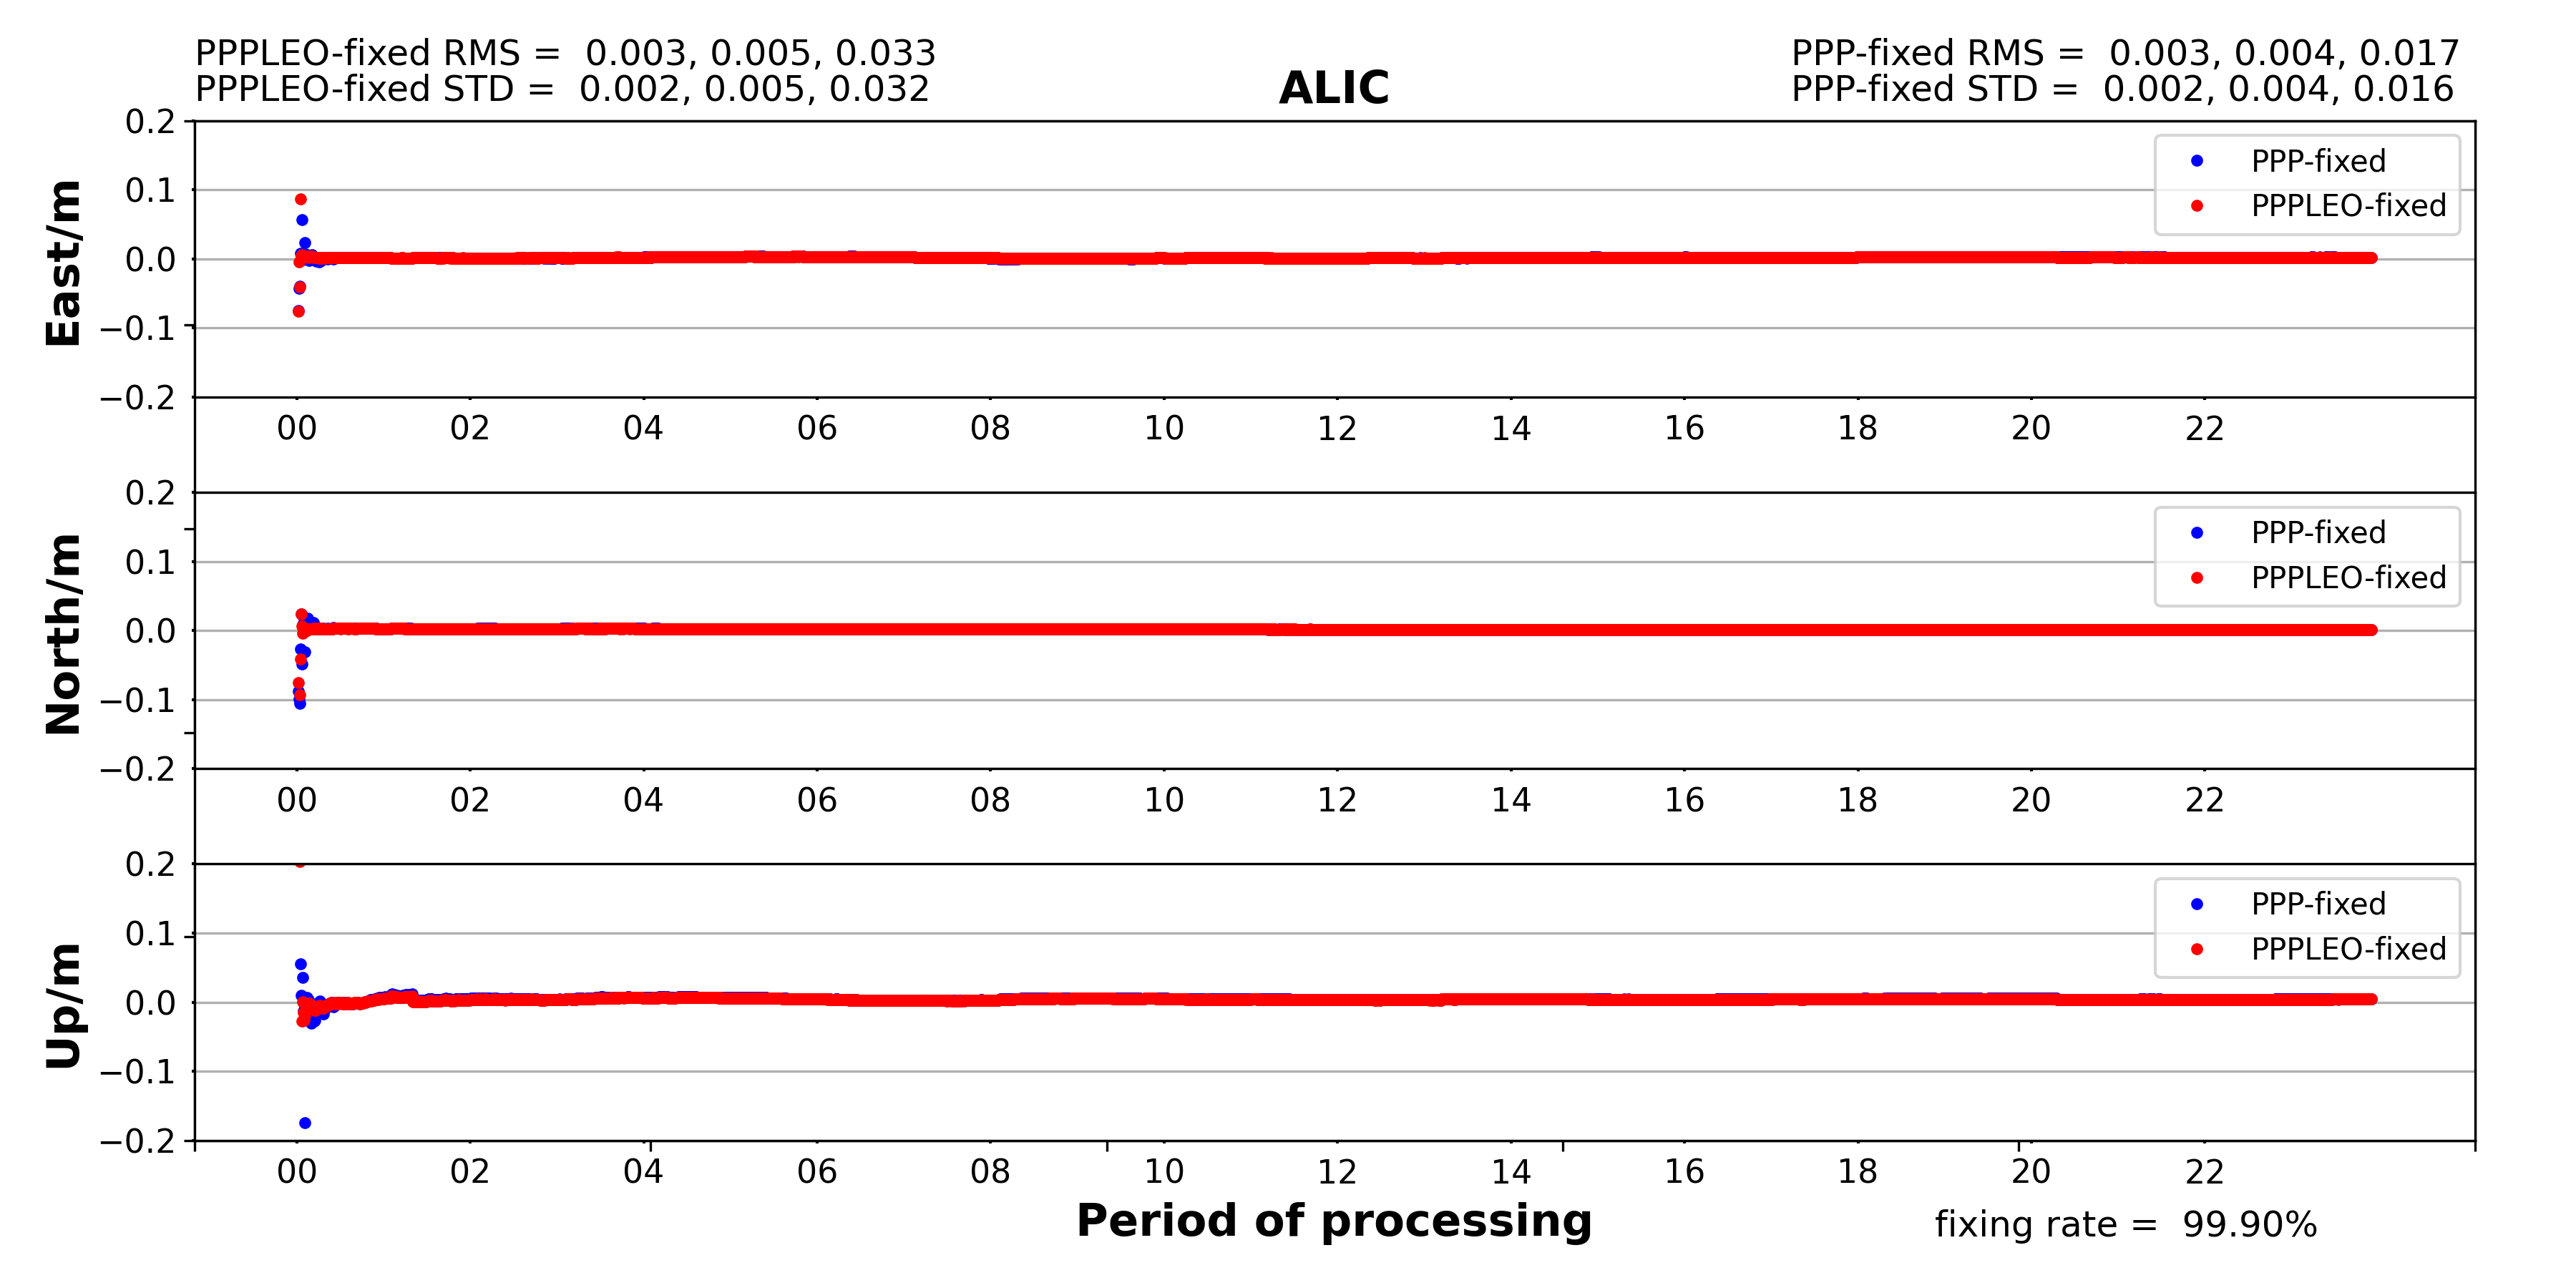 PPPLEO-fixed RMS =  0.003, 0.005, 0.033
PPPLEO-fixed STD =  0.002, 0.005, 0.032
ALIC
PPP-fixed RMS =  0.003, 0.004, 0.017
PPP-fixed STD =  0.002, 0.004, 0.016
East/m
0.2
0.1
0.0
−0.1
−0.2
PPP-fixed
PPPLEO-fixed
00 02 04 06 08 10 12 14 16 18 20 22
North/m
0.2
0.1
0.0
−0.1
−0.2
PPP-fixed
PPPLEO-fixed
00 02 04 06 08 10 12 14 16 18 20 22
Up/m
0.2
0.1
0.0
−0.1
−0.2
PPP-fixed
PPPLEO-fixed
00 02 04 06 08 10 12 14 16 18 20 22
Period of processing
fixing rate =  99.90%